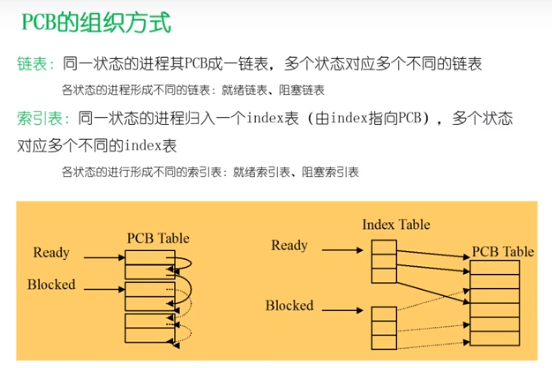 PCB的组织方式
链表：同一状态的进程其PCB成一链表，多个状态对应多个不同的链表
各状态的进程形成不同的链表：就绪链表、阻塞链表
索引表：同一状态的进程归入一个index表（由index指向PCB），多个状态
对应多个不同的index表
各状态的进行形成不同的索引表：就绪索引表、阻塞索引表
PCB Table
Ready
Blocked
Index Table
Ready
PCB Table
Blocked